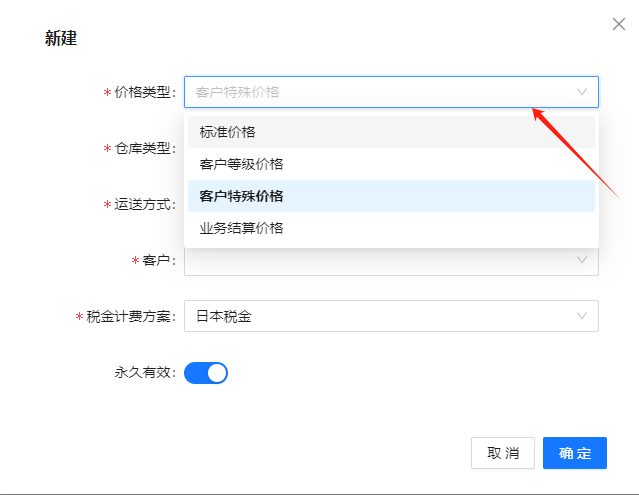 新建
* 价格类型:
客户特殊价格
标准价格
* 仓库类型:
客户等级价格
客户特殊价格
* 运送方式:
业务结算价格
* 客户:
* 税金计费方案:
日本税金
永久有效:
取消
确定